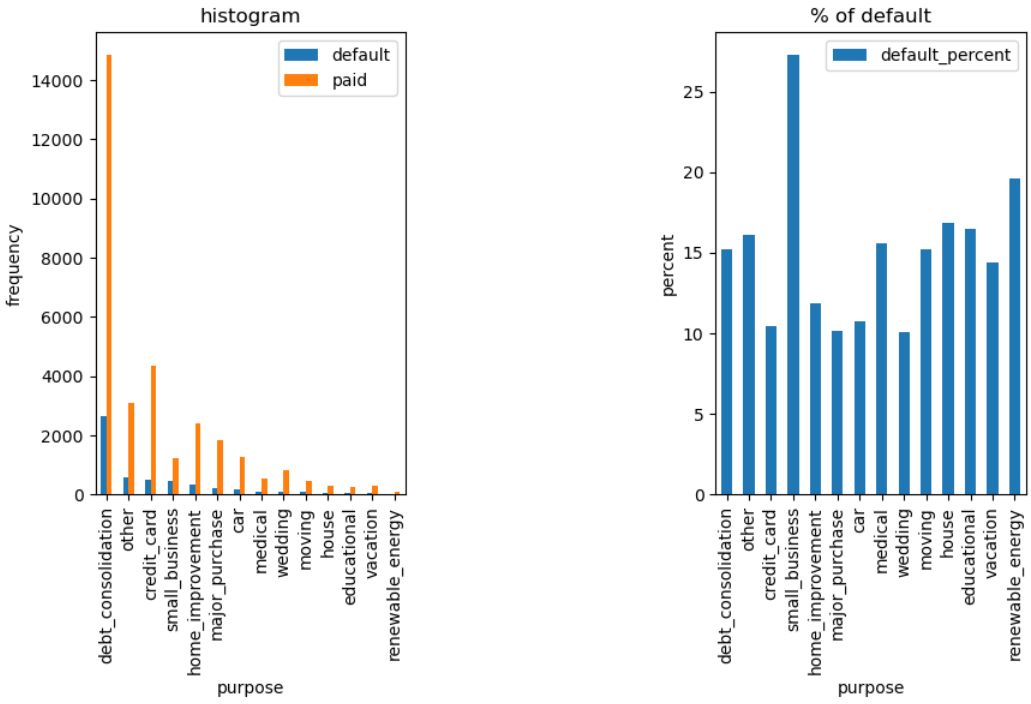 histogram
default
paid
14000
12000
10000
8000
6000
4000
2000
0
frequency
debt_consolidation
other
credit_card
small_business
home_improvement
major_purchase
car
medical
wedding
moving
house
educational
vacation
renewable_energy
purpose
% of default
default_percent
25
20
15
10
5
0
percent
debt_consolidation
other
credit_card
small_business
home_improvement
major_purchase
car
medical
wedding
moving
house
educational
vacation
renewable_energy
purpose